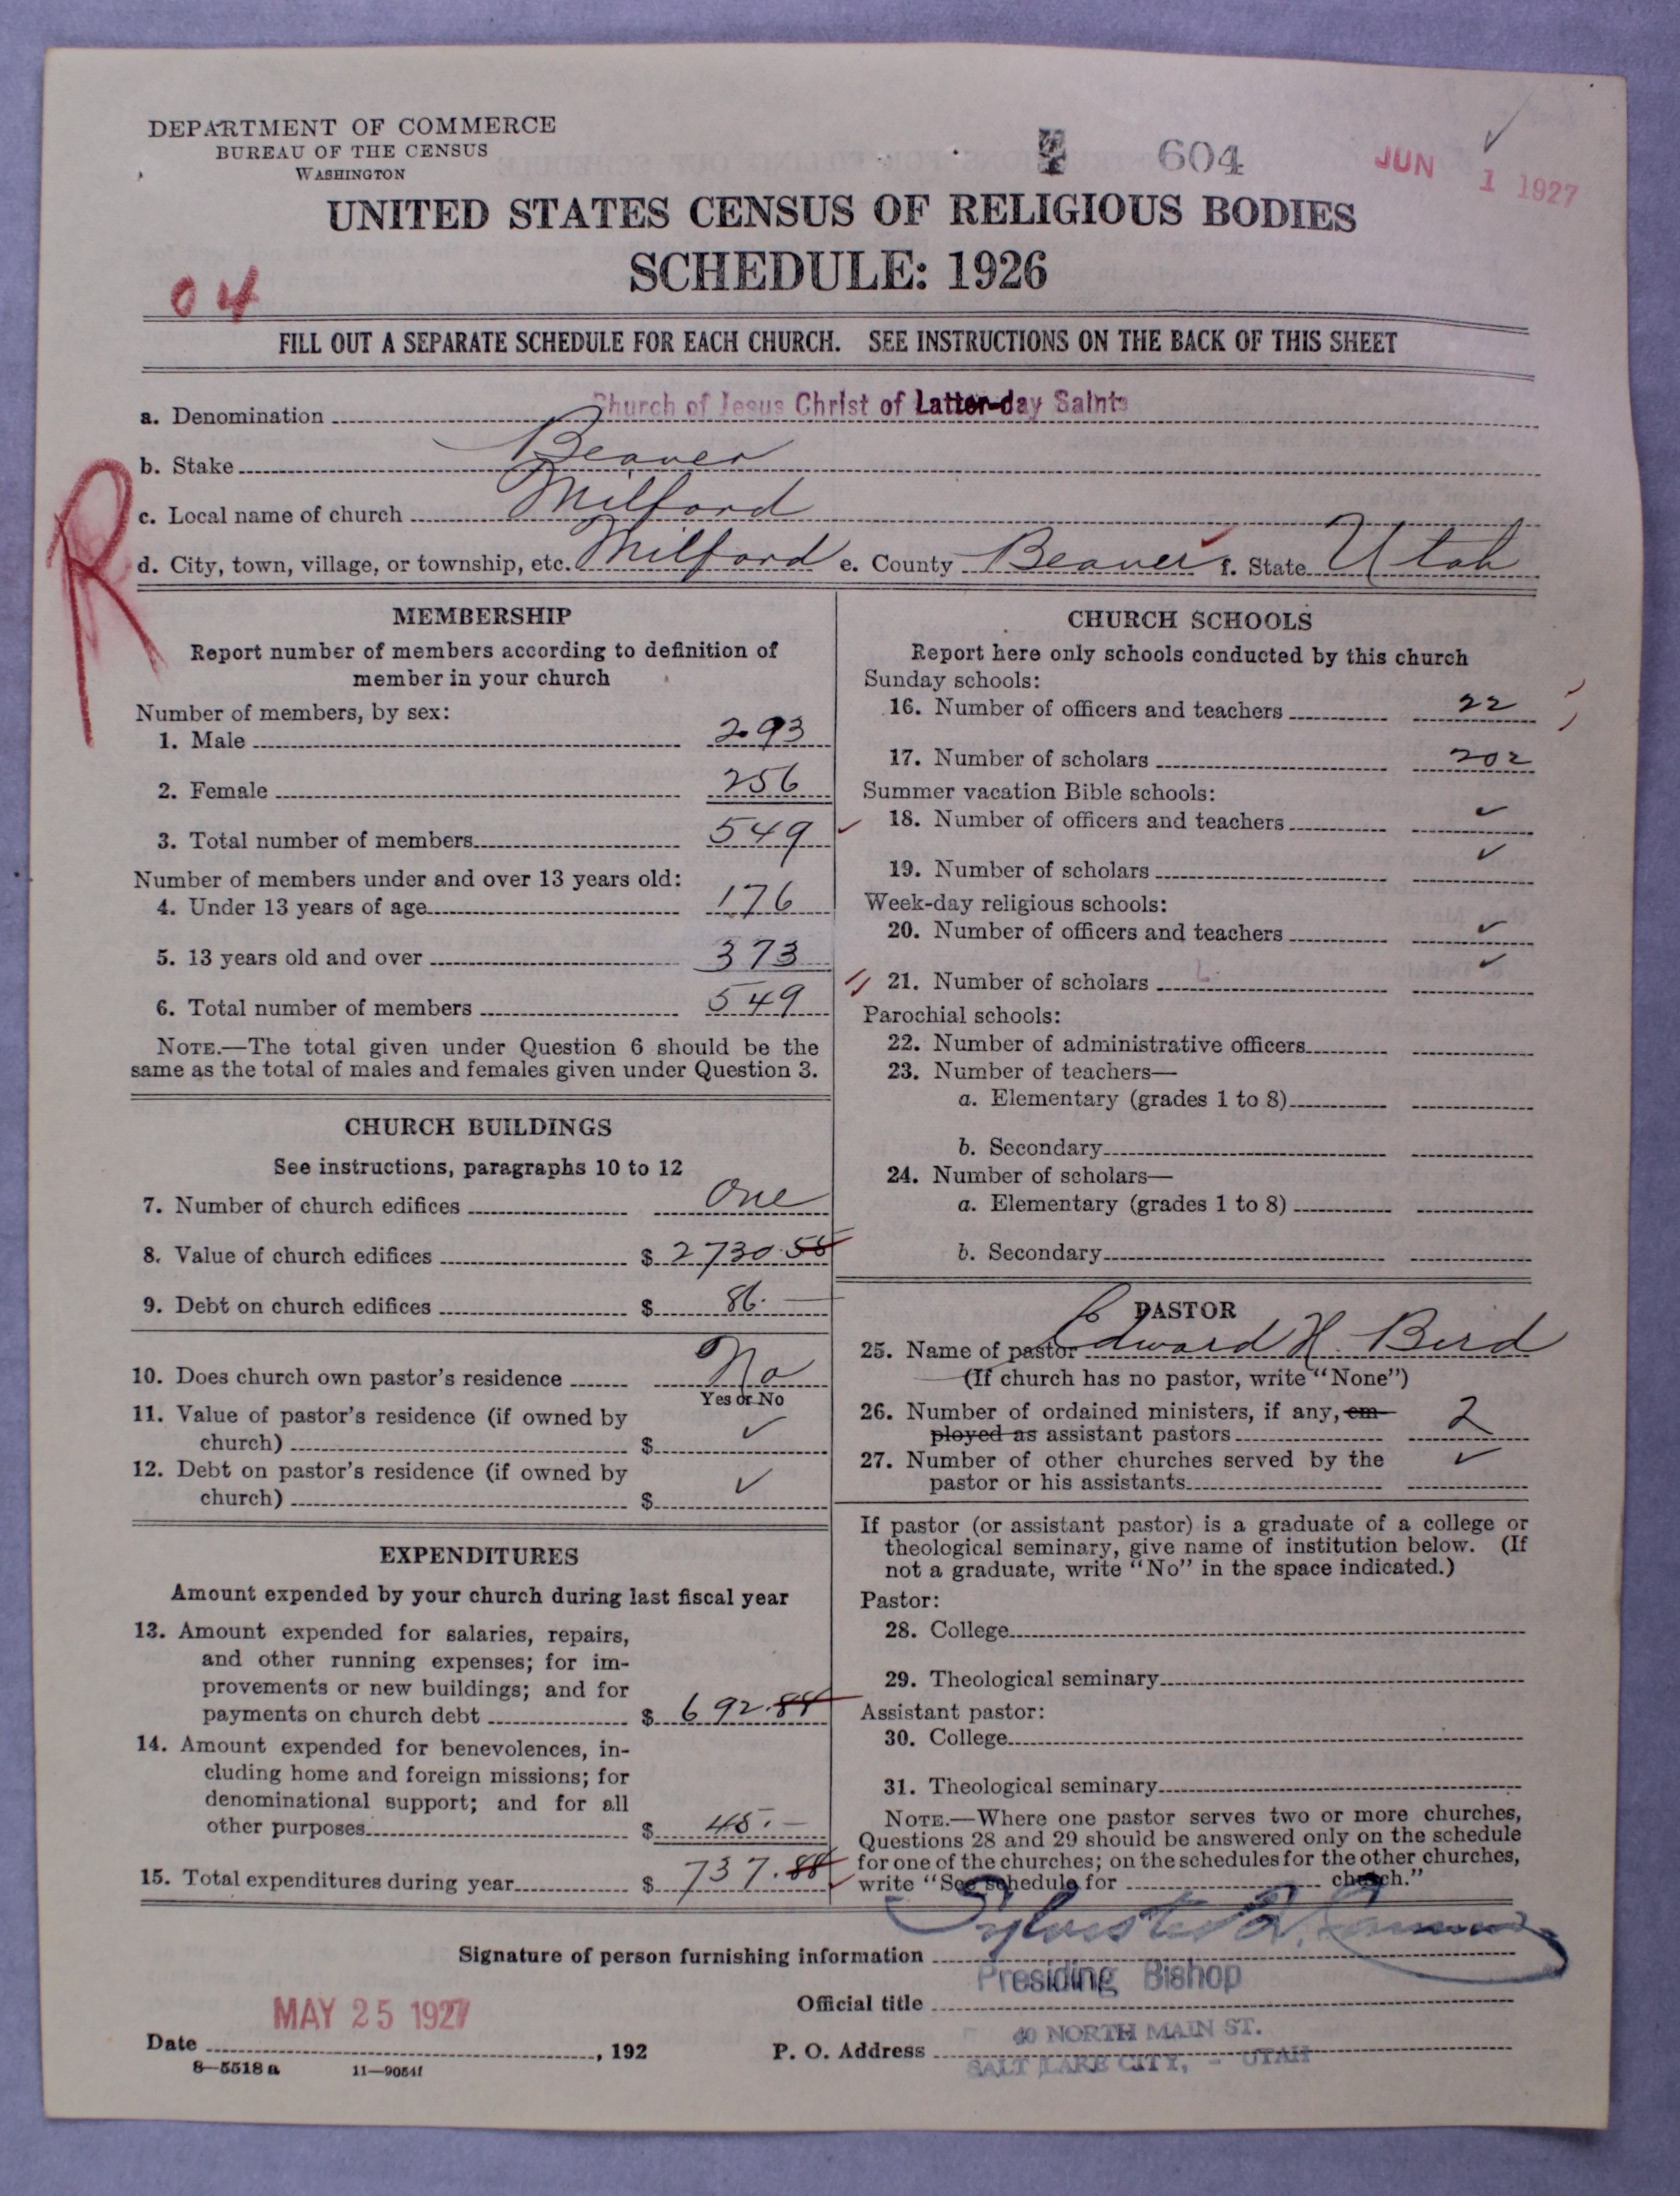 DEPARTMENT OF COMMERCE
BUREAU OF THE CENSUS
WASHINGTON
604
JUN 1 1927
UNITED STATES CENSUS OF RELIGIOUS BODIES
SCHEDULE: 1926
04
FILL OUT A SEPARATE SCHEDULE FOR EACH CHURCH. SEE INSTRUCTIONS ON THE BACK OF THIS SHEET
a. Denomination Church of Jesus Christ of Latter-day Saints
b. Stake Beaver
c. Local name of church Milford
d. City, town, village, or township, etc. Milford e. County Beaver f. State Utah
R
MEMBERSHIP
Report number of members according to definition of
member in your church
Number of members, by sex:
1. Male 293
2. Female 256
3. Total number of members 549
Number of members under and over 13 years old:
4. Under 13 years of age 176
5. 13 years old and over 373
6. Total number of members 549
NOTE.—The total given under Question 6 should be the
same as the total of males and females given under Question 3.
CHURCH BUILDINGS
See instructions, paragraphs 10 to 12
7. Number of church edifices One
8. Value of church edifices $ 2730.58
9. Debt on church edifices $ 86.—
10. Does church own pastor's residence No
Yes or No
11. Value of pastor's residence (if owned by
church) $ ✓
12. Debt on pastor's residence (if owned by
church) $ ✓
EXPENDITURES
Amount expended by your church during last fiscal year
13. Amount expended for salaries, repairs,
and other running expenses; for im-
provements or new buildings; and for
payments on church debt $ 692.88
14. Amount expended for benevolences, in-
cluding home and foreign missions; for
denominational support; and for all
other purposes $ 45.—
15. Total expenditures during year $ 737.88
CHURCH SCHOOLS
Report here only schools conducted by this church
Sunday schools:
16. Number of officers and teachers 22
17. Number of scholars 202
Summer vacation Bible schools:
18. Number of officers and teachers ✓
19. Number of scholars ✓
Week-day religious schools:
20. Number of officers and teachers ✓
21. Number of scholars ✓
Parochial schools:
22. Number of administrative officers
23. Number of teachers—
a. Elementary (grades 1 to 8)
b. Secondary
24. Number of scholars—
a. Elementary (grades 1 to 8)
b. Secondary
PASTOR
25. Name of pastor Edward H. Bird
(If church has no pastor, write "None")
26. Number of ordained ministers, if any, em-
ployed as assistant pastors 2
27. Number of other churches served by the
pastor or his assistants ✓
If pastor (or assistant pastor) is a graduate of a college or
theological seminary, give name of institution below. (If
not a graduate, write "No" in the space indicated.)
Pastor:
28. College
29. Theological seminary
Assistant pastor:
30. College
31. Theological seminary
NOTE.—Where one pastor serves two or more churches,
Questions 28 and 29 should be answered only on the schedule
for one of the churches; on the schedules for the other churches,
write "See schedule for church."
Signature of person furnishing information Sylvester Q. Cannon
Official title Presiding Bishop
MAY 25 1927
Date , 192
P. O. Address 40 NORTH MAIN ST.
SALT LAKE CITY, - UTAH
8—5518 a 11—9054f